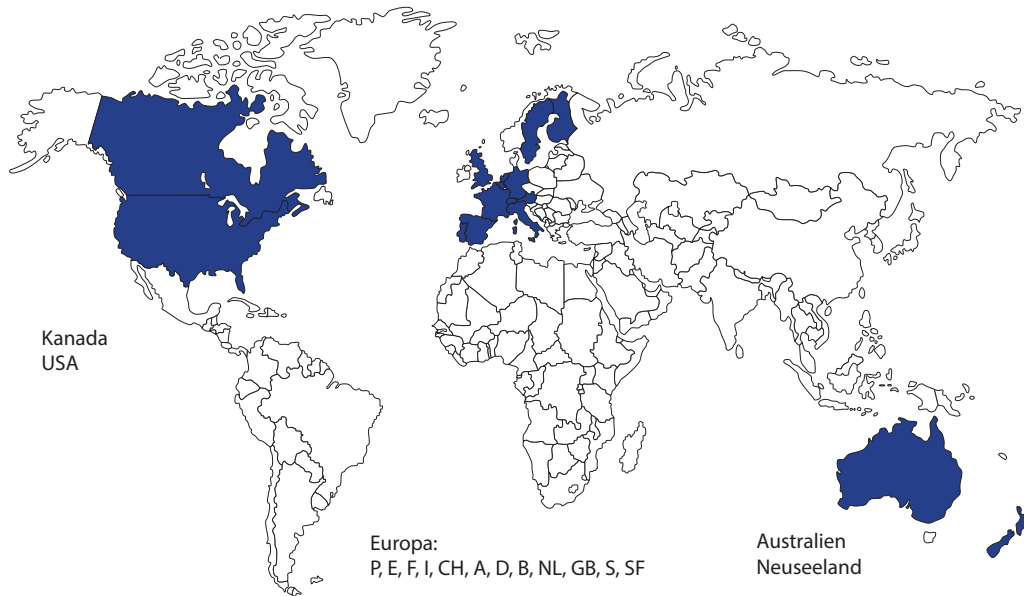 Kanada
USA
Europa:
P, E, F, I, CH, A, D, B, NL, GB, S, SF
Australien
Neuseeland